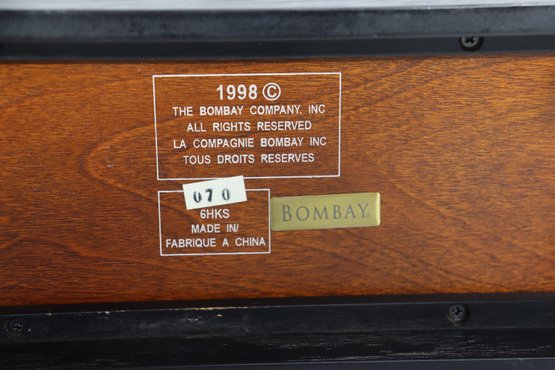 1998 ©
THE BOMBAY COMPANY, INC
ALL RIGHTS RESERVED
LA COMPAGNIE BOMBAY INC
TOUS DROITS RESERVES
070
6HKS
MADE IN/
FABRIQUE A CHINA
BOMBAY